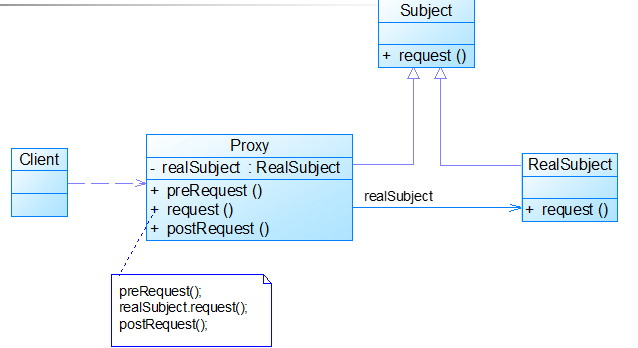 Subject
+ request ()
Client
Proxy
- realSubject : RealSubject
+ preRequest ()
+ request ()
+ postRequest ()
realSubject
RealSubject
+ request ()
preRequest();
realSubject.request();
postRequest();